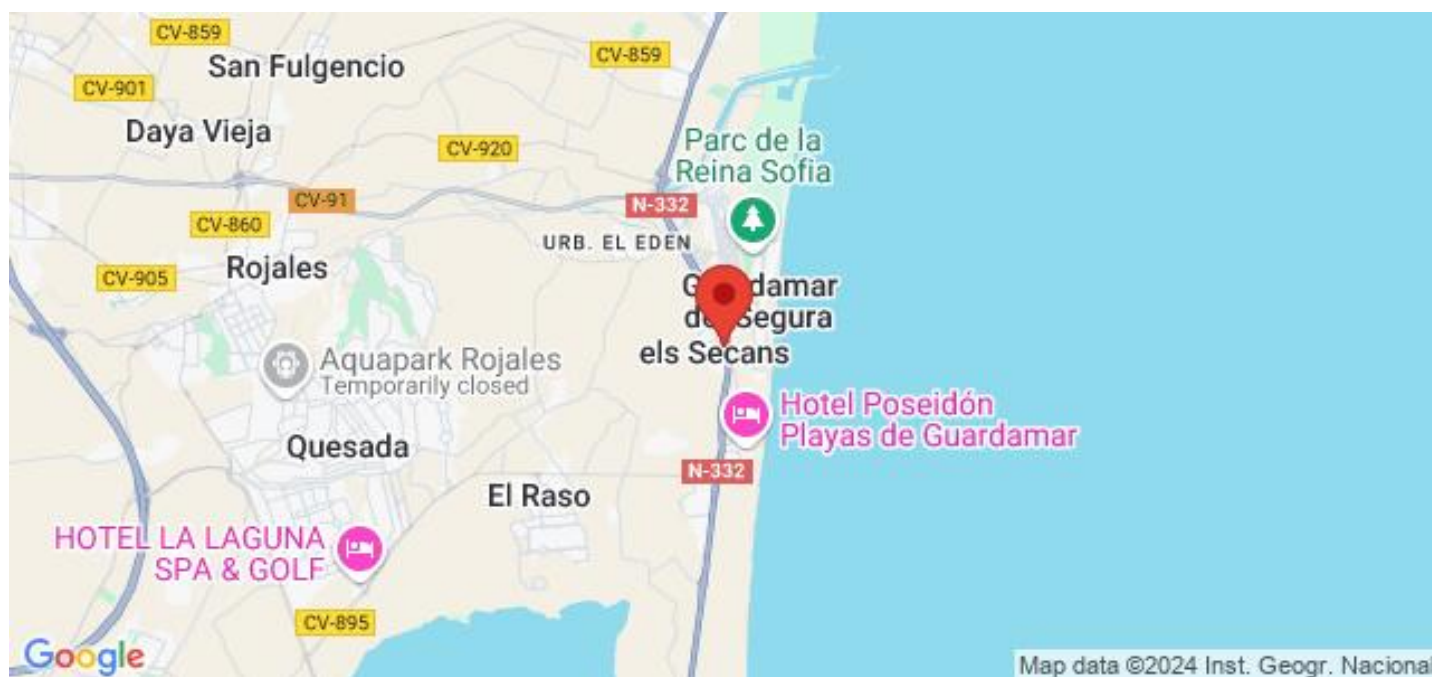 CV-859
San Fulgencio
CV-859
CV-901
Daya Vieja
CV-920
Parc de la
Reina Sofia
CV-91
N-332
CV-860
URB. EL EDEN
Rojales
CV-905
damar
Segura
els Secans
Aquapark Rojales
Temporarily closed
Hotel Poseidón
Playas de Guardamar
Quesada
N-332
El Raso
HOTEL LA LAGUNA
SPA & GOLF
CV-895
Google
Map data ©2024 Inst. Geogr. Nacional